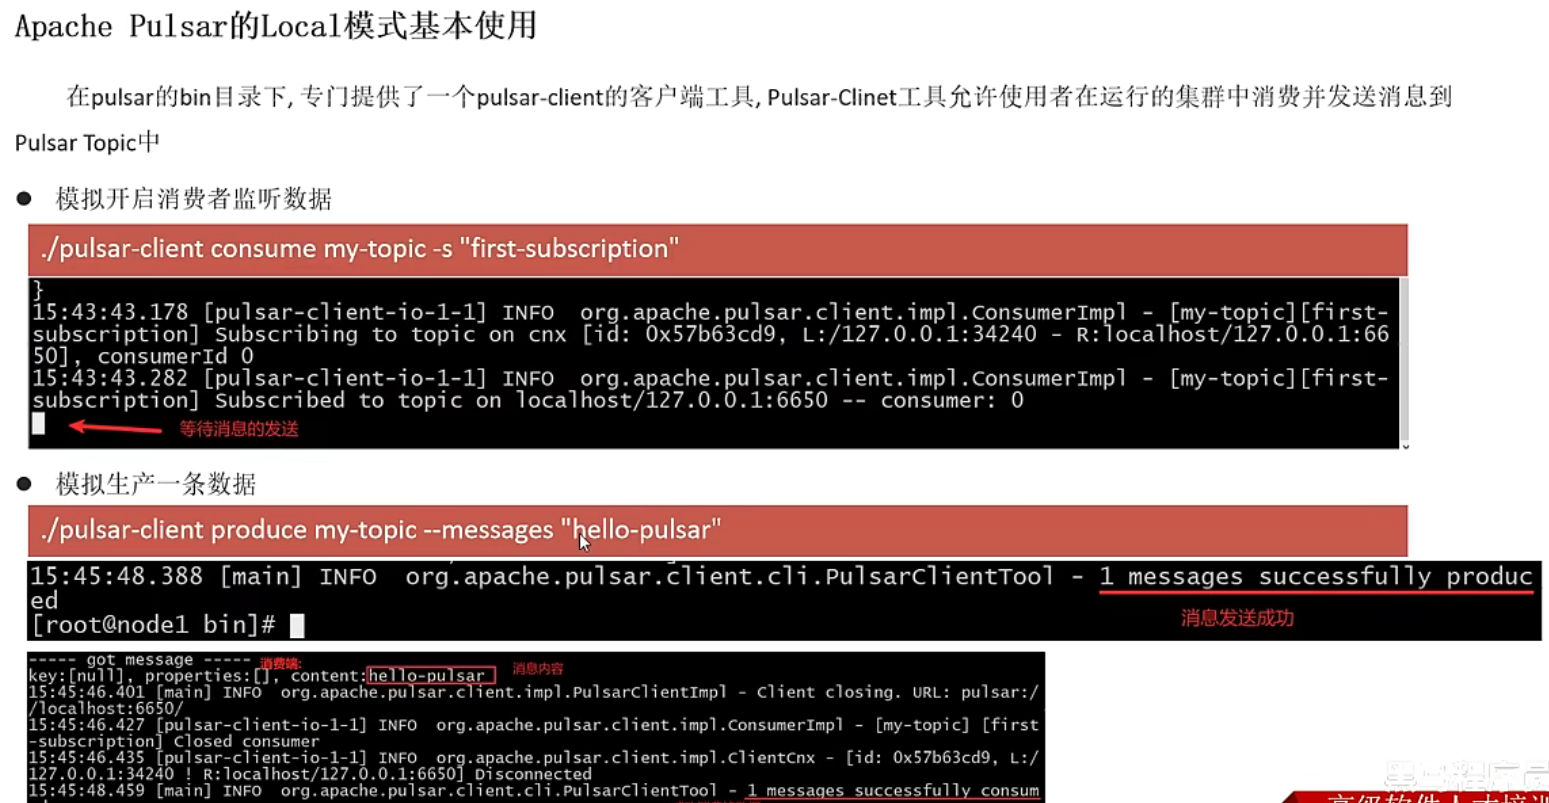 Apache Pulsar的Local模式基本使用
在pulsar的bin目录下, 专门提供了一个pulsar-client的客户端工具, Pulsar-Clinet工具允许使用者在运行的集群中消费并发送消息到
Pulsar Topic中
● 模拟开启消费者监听数据
./pulsar-client consume my-topic -s "first-subscription"
}
15:43:43.178 [pulsar-client-io-1-1] INFO  org.apache.pulsar.client.impl.ConsumerImpl - [my-topic][first-
subscription] Subscribing to topic on cnx [id: 0x57b63cd9, L:/127.0.0.1:34240 - R:localhost/127.0.0.1:66
50], consumerId 0
15:43:43.282 [pulsar-client-io-1-1] INFO  org.apache.pulsar.client.impl.ConsumerImpl - [my-topic][first-
subscription] Subscribed to topic on localhost/127.0.0.1:6650 -- consumer: 0
等待消息的发送
● 模拟生产一条数据
./pulsar-client produce my-topic --messages "hello-pulsar"
15:45:48.388 [main] INFO  org.apache.pulsar.client.cli.PulsarClientTool - 1 messages successfully produc
ed
消息发送成功
[root@node1 bin]#
----- got message ----- 消费端:
key:[null], properties:[], content:hello-pulsar 消息内容
15:45:46.401 [main] INFO  org.apache.pulsar.client.impl.PulsarClientImpl - Client closing. URL: pulsar:/
/localhost:6650/
15:45:46.427 [pulsar-client-io-1-1] INFO  org.apache.pulsar.client.impl.ConsumerImpl - [my-topic] [first
-subscription] Closed consumer
15:45:46.435 [pulsar-client-io-1-1] INFO  org.apache.pulsar.client.impl.ClientCnx - [id: 0x57b63cd9, L:/
127.0.0.1:34240 ! R:localhost/127.0.0.1:6650] Disconnected
15:45:48.459 [main] INFO  org.apache.pulsar.client.cli.PulsarClientTool - 1 messages successfully consum
黑马程序员
高级软件人才培训